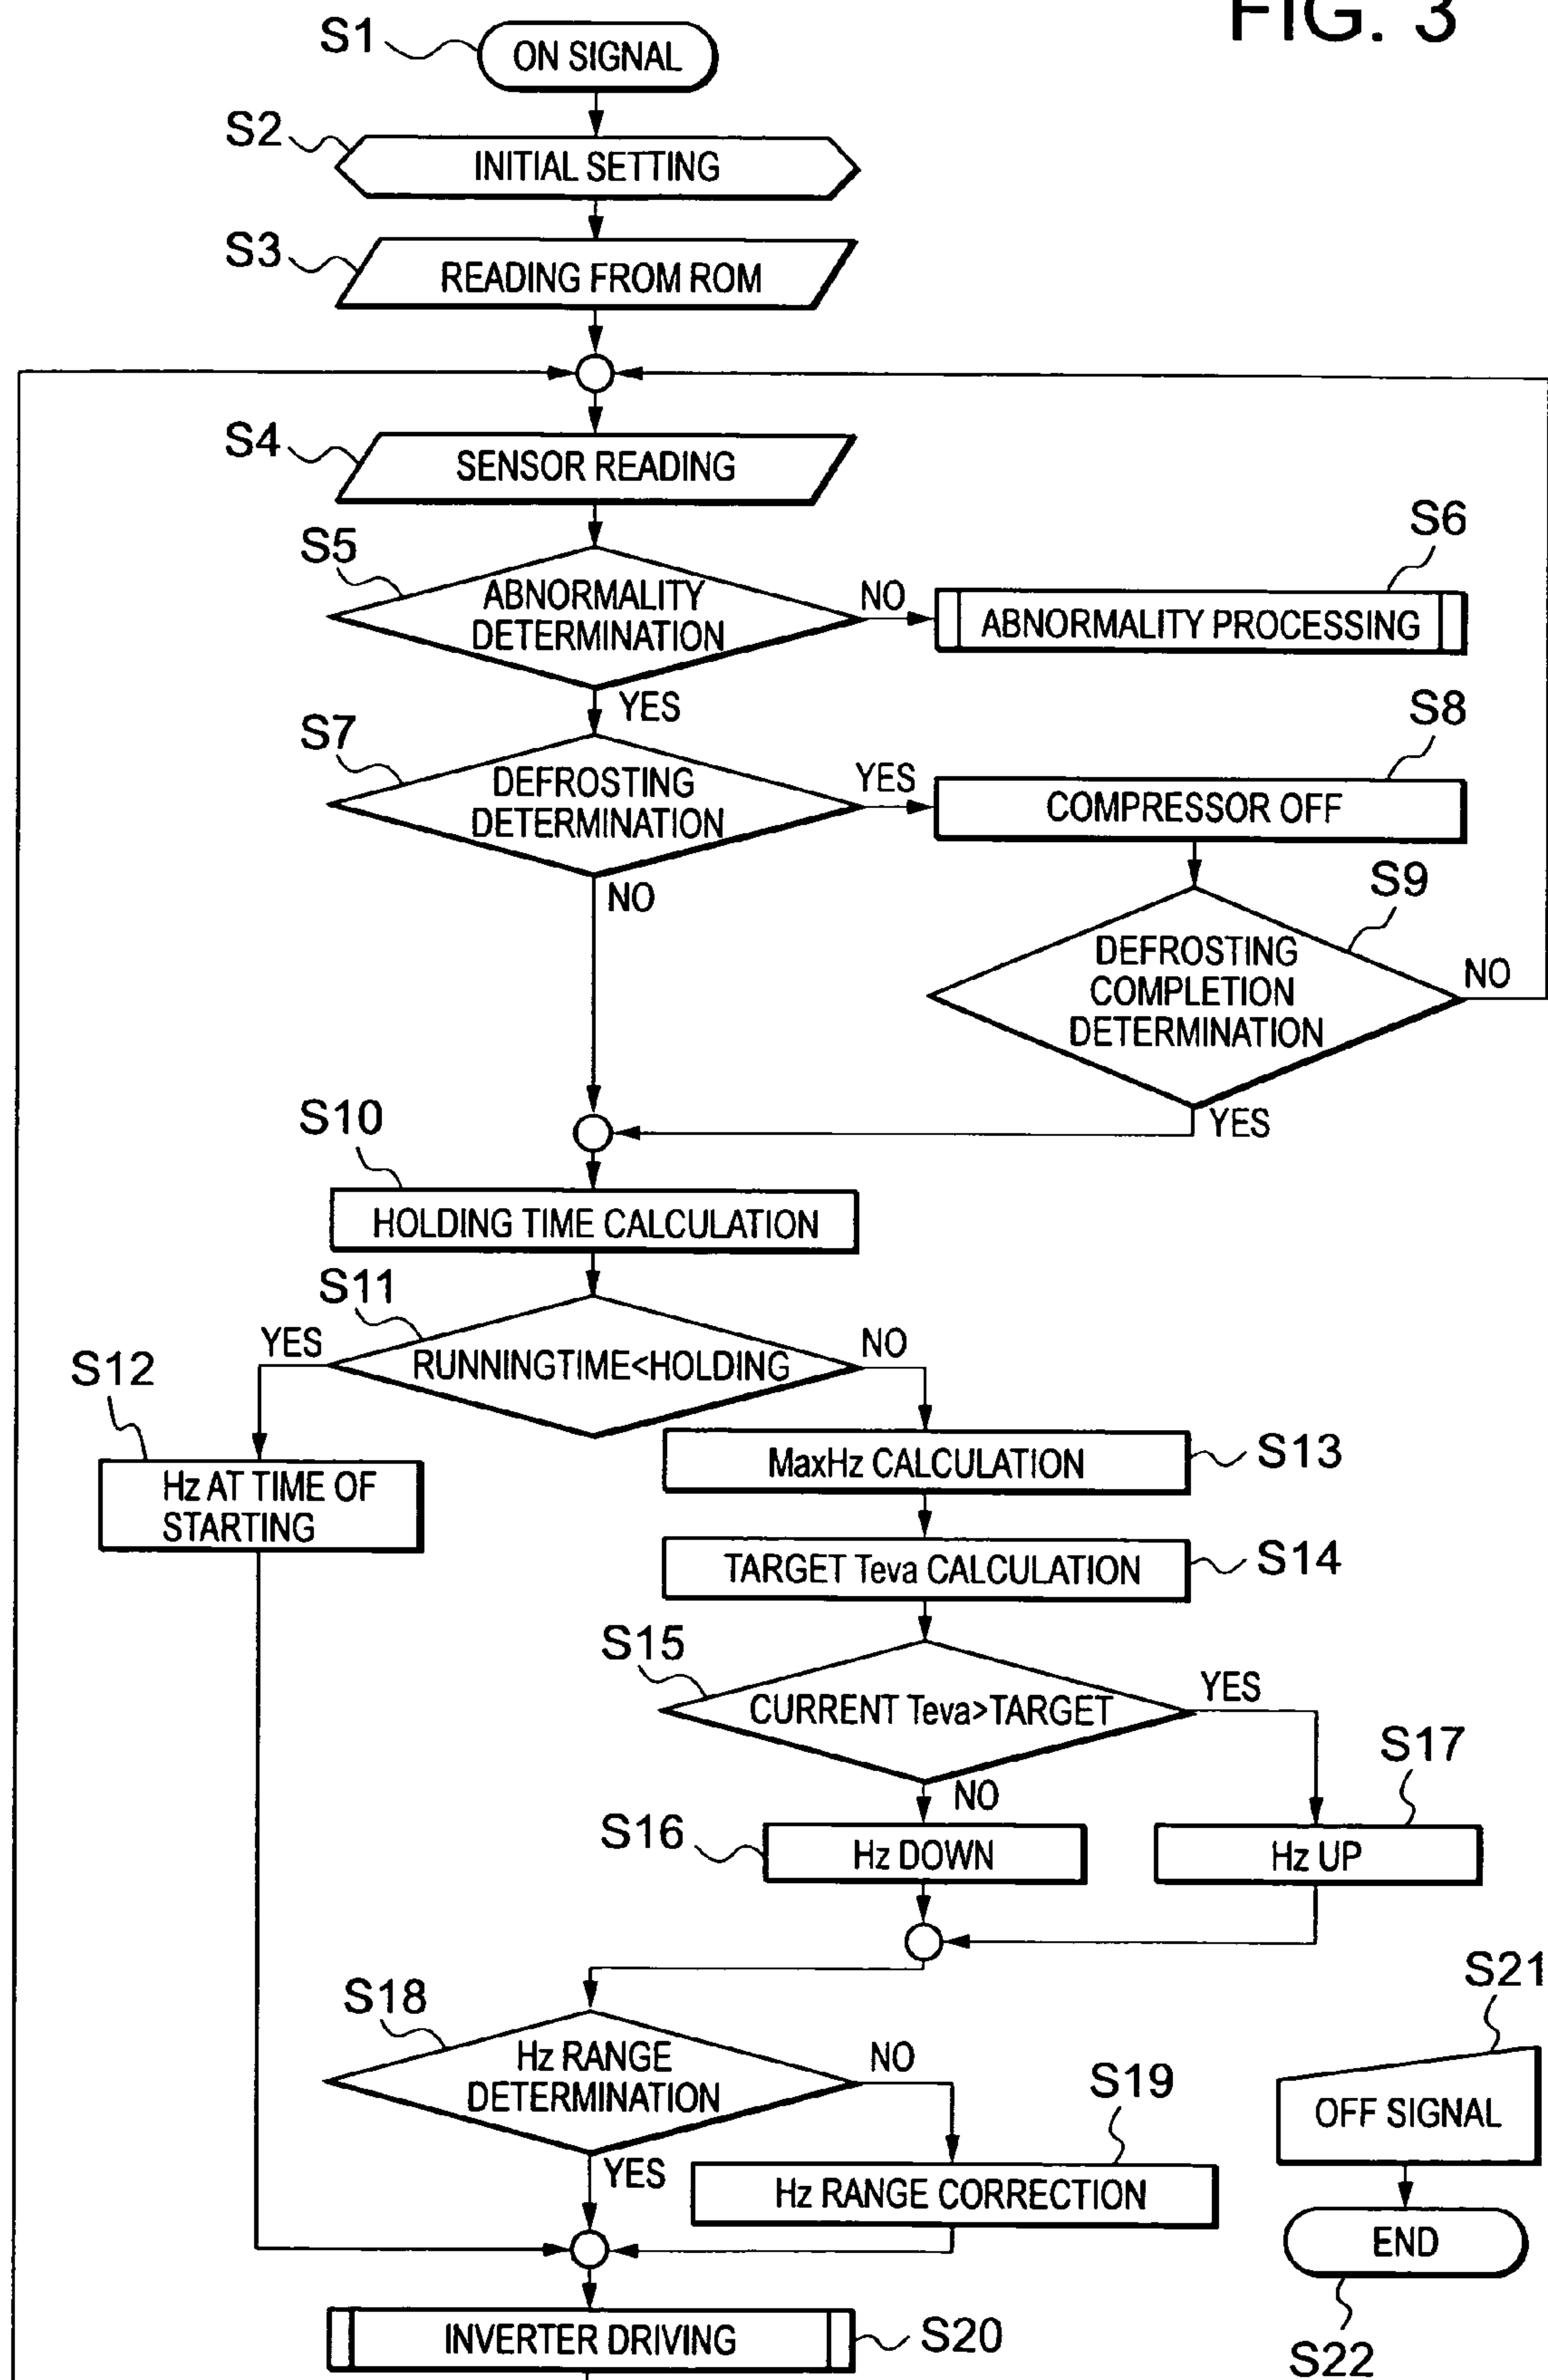 FIG. 3
S1
ON SIGNAL
S2
INITIAL SETTING
S3
READING FROM ROM
S4
SENSOR READING
S5
ABNORMALITY
DETERMINATION
NO
S6
ABNORMALITY PROCESSING
YES
S7
DEFROSTING
DETERMINATION
YES
S8
COMPRESSOR OFF
NO
S9
DEFROSTING
COMPLETION
DETERMINATION
NO
YES
S10
HOLDING TIME CALCULATION
S11
RUNNINGTIME<HOLDING
YES
NO
S12
Hz AT TIME OF
STARTING
MaxHz CALCULATION
S13
TARGET Teva CALCULATION
S14
S15
CURRENT Teva>TARGET
YES
NO
S16
Hz DOWN
S17
Hz UP
S18
Hz RANGE
DETERMINATION
NO
YES
S19
Hz RANGE CORRECTION
S21
OFF SIGNAL
END
S22
INVERTER DRIVING
S20